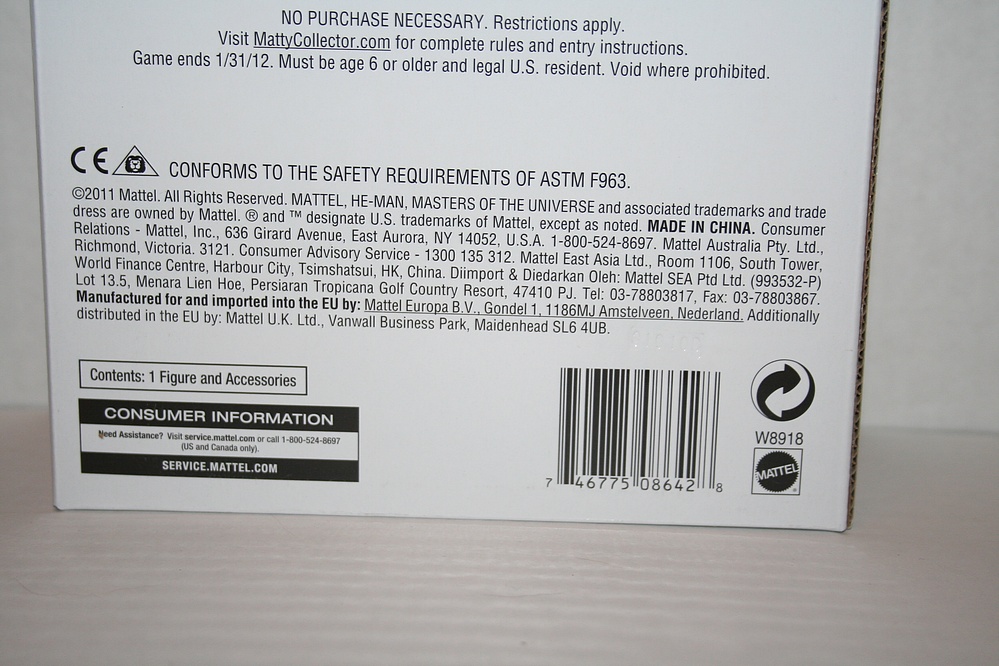 NO PURCHASE NECESSARY. Restrictions apply.
Visit MattyCollector.com for complete rules and entry instructions.
Game ends 1/31/12. Must be age 6 or older and legal U.S. resident. Void where prohibited.
CE CONFORMS TO THE SAFETY REQUIREMENTS OF ASTM F963.
©2011 Mattel. All Rights Reserved. MATTEL, HE-MAN, MASTERS OF THE UNIVERSE and associated trademarks and trade
dress are owned by Mattel. ® and ™ designate U.S. trademarks of Mattel, except as noted. MADE IN CHINA. Consumer
Relations - Mattel, Inc., 636 Girard Avenue, East Aurora, NY 14052, U.S.A. 1-800-524-8697. Mattel Australia Pty. Ltd.,
Richmond, Victoria. 3121. Consumer Advisory Service - 1300 135 312. Mattel East Asia Ltd., Room 1106, South Tower,
World Finance Centre, Harbour City, Tsimshatsui, HK, China. Diimport & Diedarkan Oleh: Mattel SEA Ptd Ltd. (993532-P)
Lot 13.5, Menara Lien Hoe, Persiaran Tropicana Golf Country Resort, 47410 PJ. Tel: 03-78803817, Fax: 03-78803867.
Manufactured for and imported into the EU by: Mattel Europa B.V., Gondel 1, 1186MJ Amstelveen, Nederland. Additionally
distributed in the EU by: Mattel U.K. Ltd., Vanwall Business Park, Maidenhead SL6 4UB.
Contents: 1 Figure and Accessories
CONSUMER INFORMATION
Need Assistance? Visit service.mattel.com or call 1-800-524-8697
(US and Canada only).
SERVICE.MATTEL.COM
7 46775 08642 8
W8918
MATTEL
®